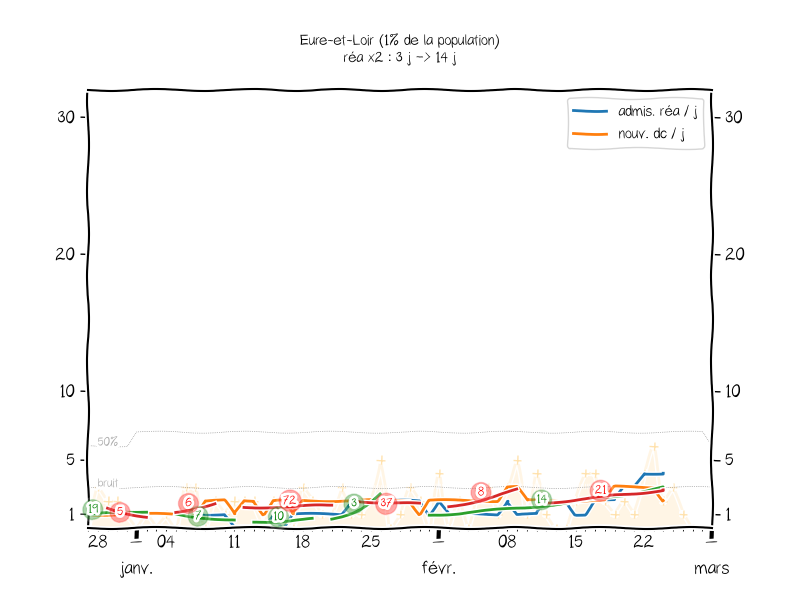 Eure-et-Loir (1% de la population)
réa x2 : 3 j -> 14 j
admis. réa / j
nouv. dc / j
30 30
20 20
10 10
50%
5 5
bruit
1 1
19 5 6 7 10 72 3 37 8 14 21
28 04 11 18 25 08 15 22
janv. févr. mars